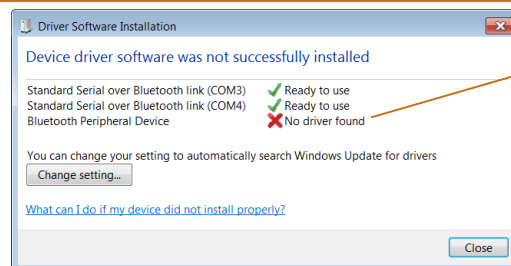 Driver Software Installation
Device driver software was not successfully installed
Standard Serial over Bluetooth link (COM3) Ready to use
Standard Serial over Bluetooth link (COM4) Ready to use
Bluetooth Peripheral Device No driver found
You can change your setting to automatically search Windows Update for drivers
Change setting...
What can I do if my device did not install properly?
Close